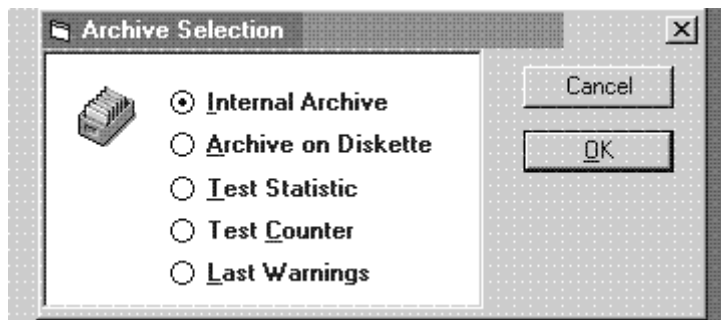 Archive Selection
Internal Archive
Archive on Diskette
Test Statistic
Test Counter
Last Warnings
Cancel
OK